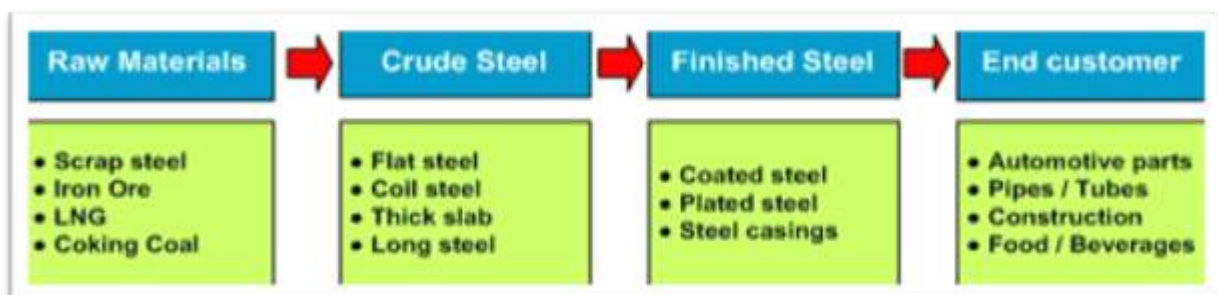 Raw Materials
Crude Steel
Finished Steel
End customer
• Scrap steel
• Iron Ore
• LNG
• Coking Coal
• Flat steel
• Coil steel
• Thick slab
• Long steel
• Coated steel
• Plated steel
• Steel casings
• Automotive parts
• Pipes / Tubes
• Construction
• Food / Beverages